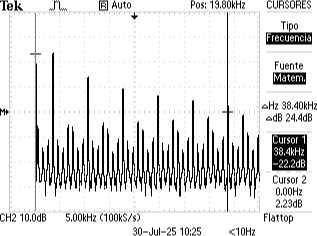 Tek Auto Pos: 19.80kHz CURSORES
Tipo
Frecuencia
Fuente
Matem.
△Hz 38.40kHz
△dB 24.4dB
Cursor 1
38.4kHz
-22.2dB
Cursor 2
0.00Hz
2.23dB
M
CH2 10.0dB 5.00kHz (100kS/s) Flattop
30-Jul-25 10:25 <10Hz